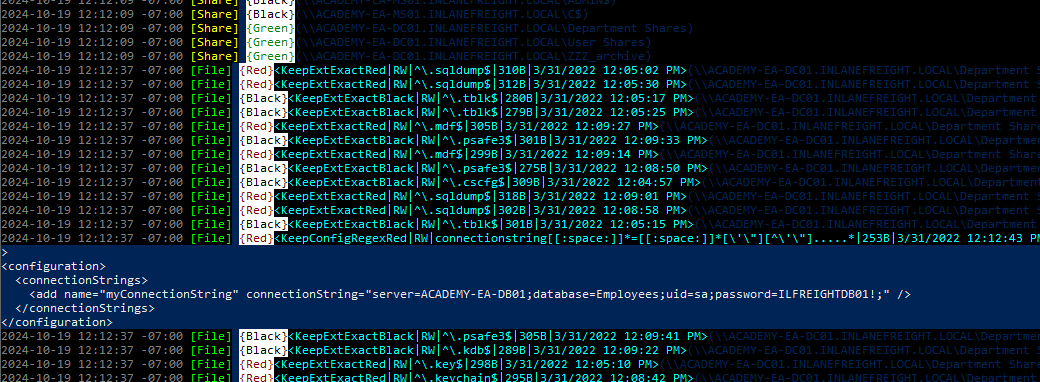 2024-10-19 12:12:09 -07:00 [Share] {Black}(\\ACADEMY-EA-MS01.INLANEFREIGHT.LOCAL\ADMIN$)
2024-10-19 12:12:09 -07:00 [Share] {Black}(\\ACADEMY-EA-MS01.INLANEFREIGHT.LOCAL\C$)
2024-10-19 12:12:09 -07:00 [Share] {Green}(\\ACADEMY-EA-DC01.INLANEFREIGHT.LOCAL\Department Shares)
2024-10-19 12:12:09 -07:00 [Share] {Green}(\\ACADEMY-EA-DC01.INLANEFREIGHT.LOCAL\User Shares)
2024-10-19 12:12:09 -07:00 [Share] {Green}(\\ACADEMY-EA-DC01.INLANEFREIGHT.LOCAL\ZZZ_archive)
2024-10-19 12:12:37 -07:00 [File] {Red}<KeepExtExactRed|RW|^\.sqldump$|310B|3/31/2022 12:05:02 PM>(\\ACADEMY-EA-DC01.INLANEFREIGHT.LOCAL\Department
2024-10-19 12:12:37 -07:00 [File] {Red}<KeepExtExactRed|RW|^\.sqldump$|312B|3/31/2022 12:05:30 PM>(\\ACADEMY-EA-DC01.INLANEFREIGHT.LOCAL\Department
2024-10-19 12:12:37 -07:00 [File] {Black}<KeepExtExactBlack|RW|^\.tblk$|280B|3/31/2022 12:05:17 PM>(\\ACADEMY-EA-DC01.INLANEFREIGHT.LOCAL\Department
2024-10-19 12:12:37 -07:00 [File] {Black}<KeepExtExactBlack|RW|^\.tblk$|279B|3/31/2022 12:05:25 PM>(\\ACADEMY-EA-DC01.INLANEFREIGHT.LOCAL\Department
2024-10-19 12:12:37 -07:00 [File] {Red}<KeepExtExactRed|RW|^\.mdf$|305B|3/31/2022 12:09:27 PM>(\\ACADEMY-EA-DC01.INLANEFREIGHT.LOCAL\Department
2024-10-19 12:12:37 -07:00 [File] {Black}<KeepExtExactBlack|RW|^\.psafe3$|301B|3/31/2022 12:09:33 PM>(\\ACADEMY-EA-DC01.INLANEFREIGHT.LOCAL\Department
2024-10-19 12:12:37 -07:00 [File] {Red}<KeepExtExactRed|RW|^\.mdf$|299B|3/31/2022 12:09:14 PM>(\\ACADEMY-EA-DC01.INLANEFREIGHT.LOCAL\Department
2024-10-19 12:12:37 -07:00 [File] {Black}<KeepExtExactBlack|RW|^\.psafe3$|275B|3/31/2022 12:08:50 PM>(\\ACADEMY-EA-DC01.INLANEFREIGHT.LOCAL\Department
2024-10-19 12:12:37 -07:00 [File] {Black}<KeepExtExactBlack|RW|^\.cscfg$|309B|3/31/2022 12:04:57 PM>(\\ACADEMY-EA-DC01.INLANEFREIGHT.LOCAL\Department
2024-10-19 12:12:37 -07:00 [File] {Red}<KeepExtExactRed|RW|^\.sqldump$|318B|3/31/2022 12:09:01 PM>(\\ACADEMY-EA-DC01.INLANEFREIGHT.LOCAL\Department
2024-10-19 12:12:37 -07:00 [File] {Red}<KeepExtExactRed|RW|^\.sqldump$|302B|3/31/2022 12:08:58 PM>(\\ACADEMY-EA-DC01.INLANEFREIGHT.LOCAL\Department
2024-10-19 12:12:37 -07:00 [File] {Black}<KeepExtExactBlack|RW|^\.tblk$|301B|3/31/2022 12:05:15 PM>(\\ACADEMY-EA-DC01.INLANEFREIGHT.LOCAL\Department
2024-10-19 12:12:37 -07:00 [File] {Red}<KeepConfigRegexRed|RW|connectionstring[[:space:]]*=[[:space:]]*[\'\"][^\'\"].....*|253B|3/31/2022 12:12:43 PM
>
<configuration>
<connectionStrings>
<add name="myConnectionString" connectionString="server=ACADEMY-EA-DB01;database=Employees;uid=sa;password=ILFREIGHTDB01!;" />
</connectionStrings>
</configuration>
2024-10-19 12:12:37 -07:00 [File] {Black}<KeepExtExactBlack|RW|^\.psafe3$|305B|3/31/2022 12:09:41 PM>(\\ACADEMY-EA-DC01.INLANEFREIGHT.LOCAL\Department
2024-10-19 12:12:37 -07:00 [File] {Black}<KeepExtExactBlack|RW|^\.kdb$|289B|3/31/2022 12:09:22 PM>(\\ACADEMY-EA-DC01.INLANEFREIGHT.LOCAL\Department
2024-10-19 12:12:37 -07:00 [File] {Black}<KeepExtExactBlack|RW|^\.key$|298B|3/31/2022 12:05:10 PM>(\\ACADEMY-EA-DC01.INLANEFREIGHT.LOCAL\Department
2024-10-19 12:12:37 -07:00 [File] {Black}<KeepExtExactBlack|RW|^\.keychain$|295B|3/31/2022 12:08:42 PM>(\\ACADEMY-EA-DC01.INLANEFREIGHT.LOCAL\Department